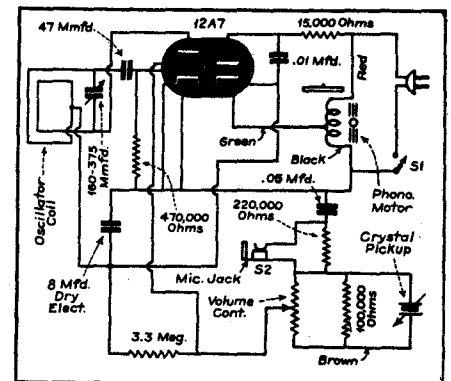 12A7
15,000 Ohms
47 Mmfd.
.01 Mfd.
Red
Green
Black
S1
Phono.
Motor
Oscillator
Coil
160-375
Mmfd.
470,000
Ohms
.05 Mfd.
220,000
Ohms
Crystal
Pickup
Mic. Jack
S2
8 Mfd.
Dry
Elect.
Volume
Cont.
100,000
Ohms
3.3 Meg.
Brown